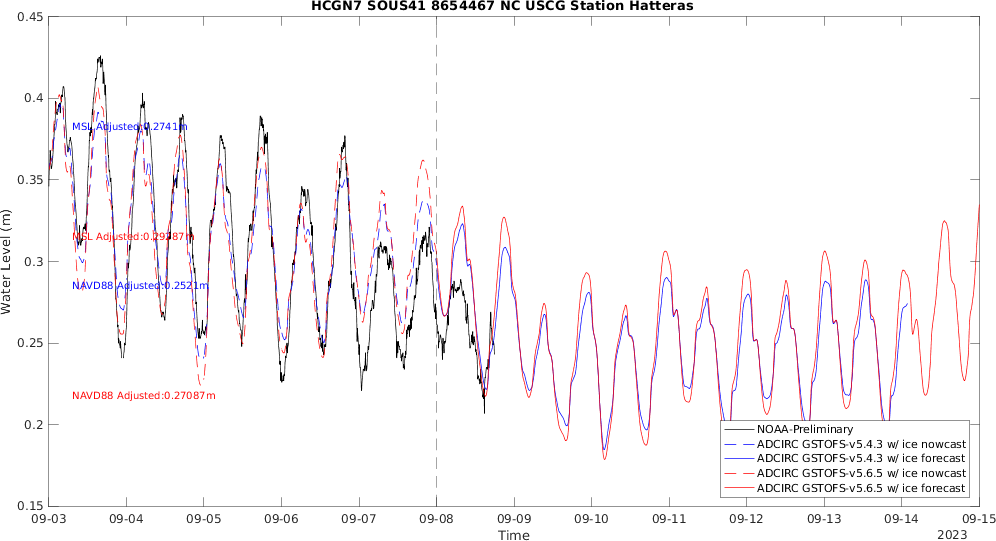 HCGN7 SOUS41 8654467 NC USCG Station Hatteras
Water Level (m)
0.45
0.4
0.35
0.3
0.25
0.2
0.15
MSL Adjusted:0.2741m
MSL Adjusted:0.29287m
NAVD88 Adjusted:0.2521m
NAVD88 Adjusted:0.27087m
NOAA-Preliminary
ADCIRC GSTOFS-v5.4.3 w/ ice nowcast
ADCIRC GSTOFS-v5.4.3 w/ ice forecast
ADCIRC GSTOFS-v5.6.5 w/ ice nowcast
ADCIRC GSTOFS-v5.6.5 w/ ice forecast
09-03 09-04 09-05 09-06 09-07 09-08 09-09 09-10 09-11 09-12 09-13 09-14 09-15
Time
2023